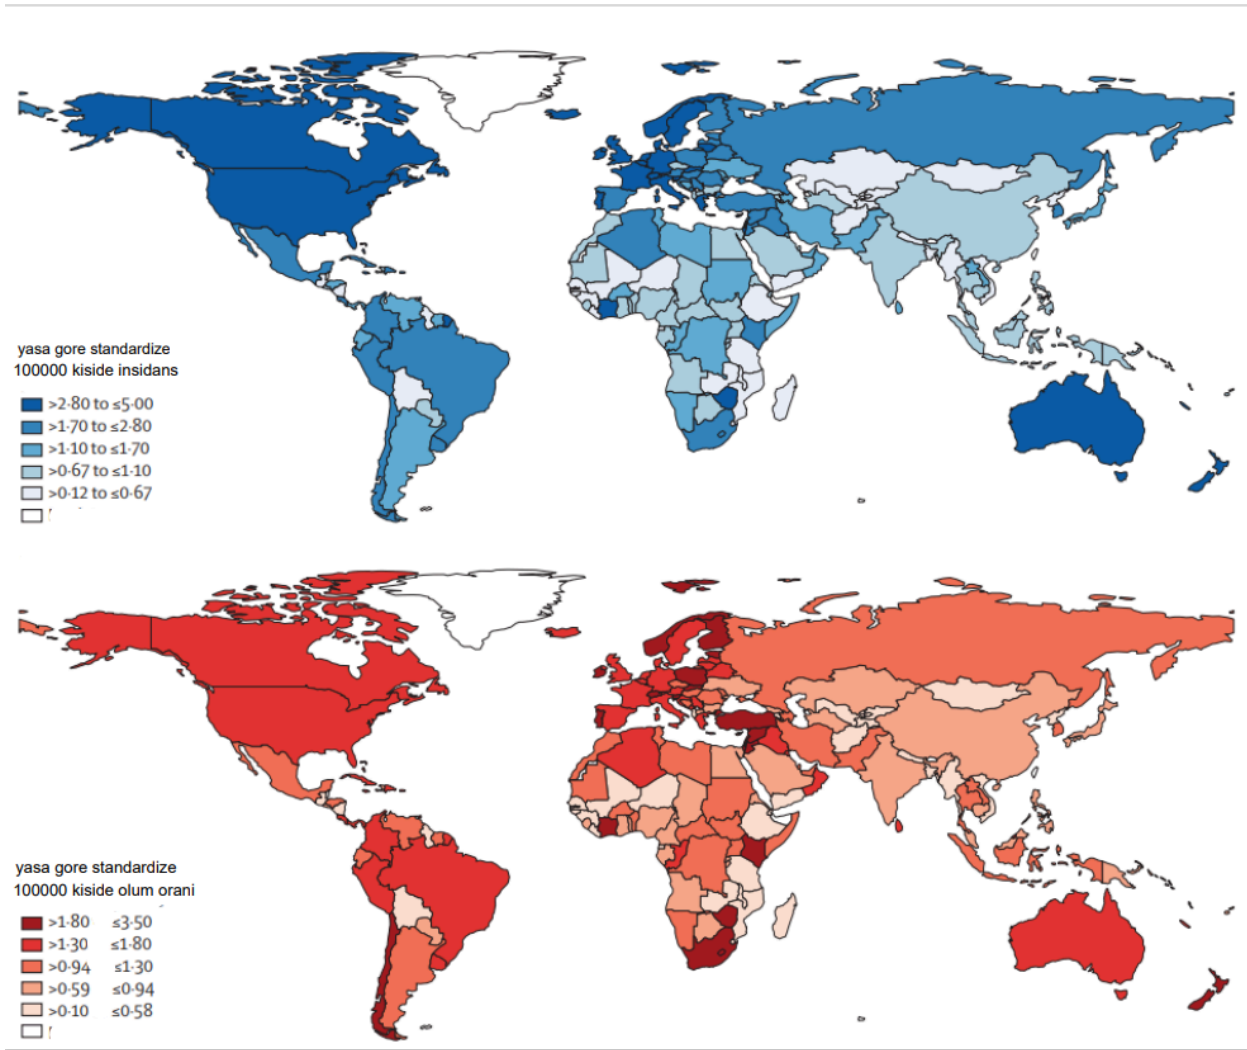 yasa gore standardize
100000 kiside insidans
>2·80 to ≤5·00
>1·70 to ≤2·80
>1·10 to ≤1·70
>0·67 to ≤1·10
>0·12 to ≤0·67
yasa gore standardize
100000 kiside olum orani
>1·80 ≤3·50
>1·30 ≤1·80
>0·94 ≤1·30
>0·59 ≤0·94
>0·10 ≤0·58